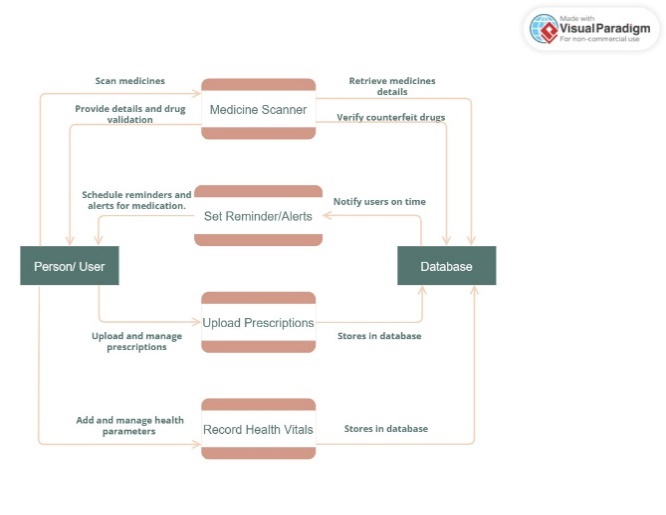 Made with
Visual Paradigm
For non-commercial use
Scan medicines
Provide details and drug
validation
Medicine Scanner
Retrieve medicines
details
Verify counterfeit drugs
Schedule reminders and
alerts for medication.
Set Reminder/Alerts
Notify users on time
Person/ User
Database
Upload Prescriptions
Upload and manage
prescriptions
Stores in database
Add and manage health
parameters
Record Health Vitals
Stores in database